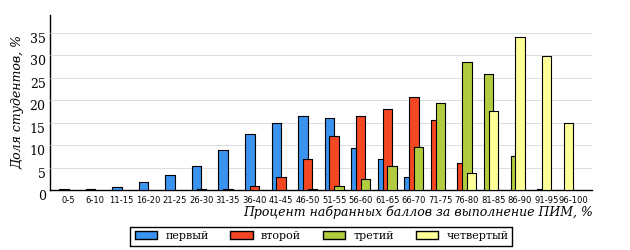 Доля студентов, %
35
30
25
20
15
10
5
0
0-5 6-10 11-15 16-20 21-25 26-30 31-35 36-40 41-45 46-50 51-55 56-60 61-65 66-70 71-75 76-80 81-85 86-90 91-95 96-100
Процент набранных баллов за выполнение ПИМ, %
первый второй третий четвертый